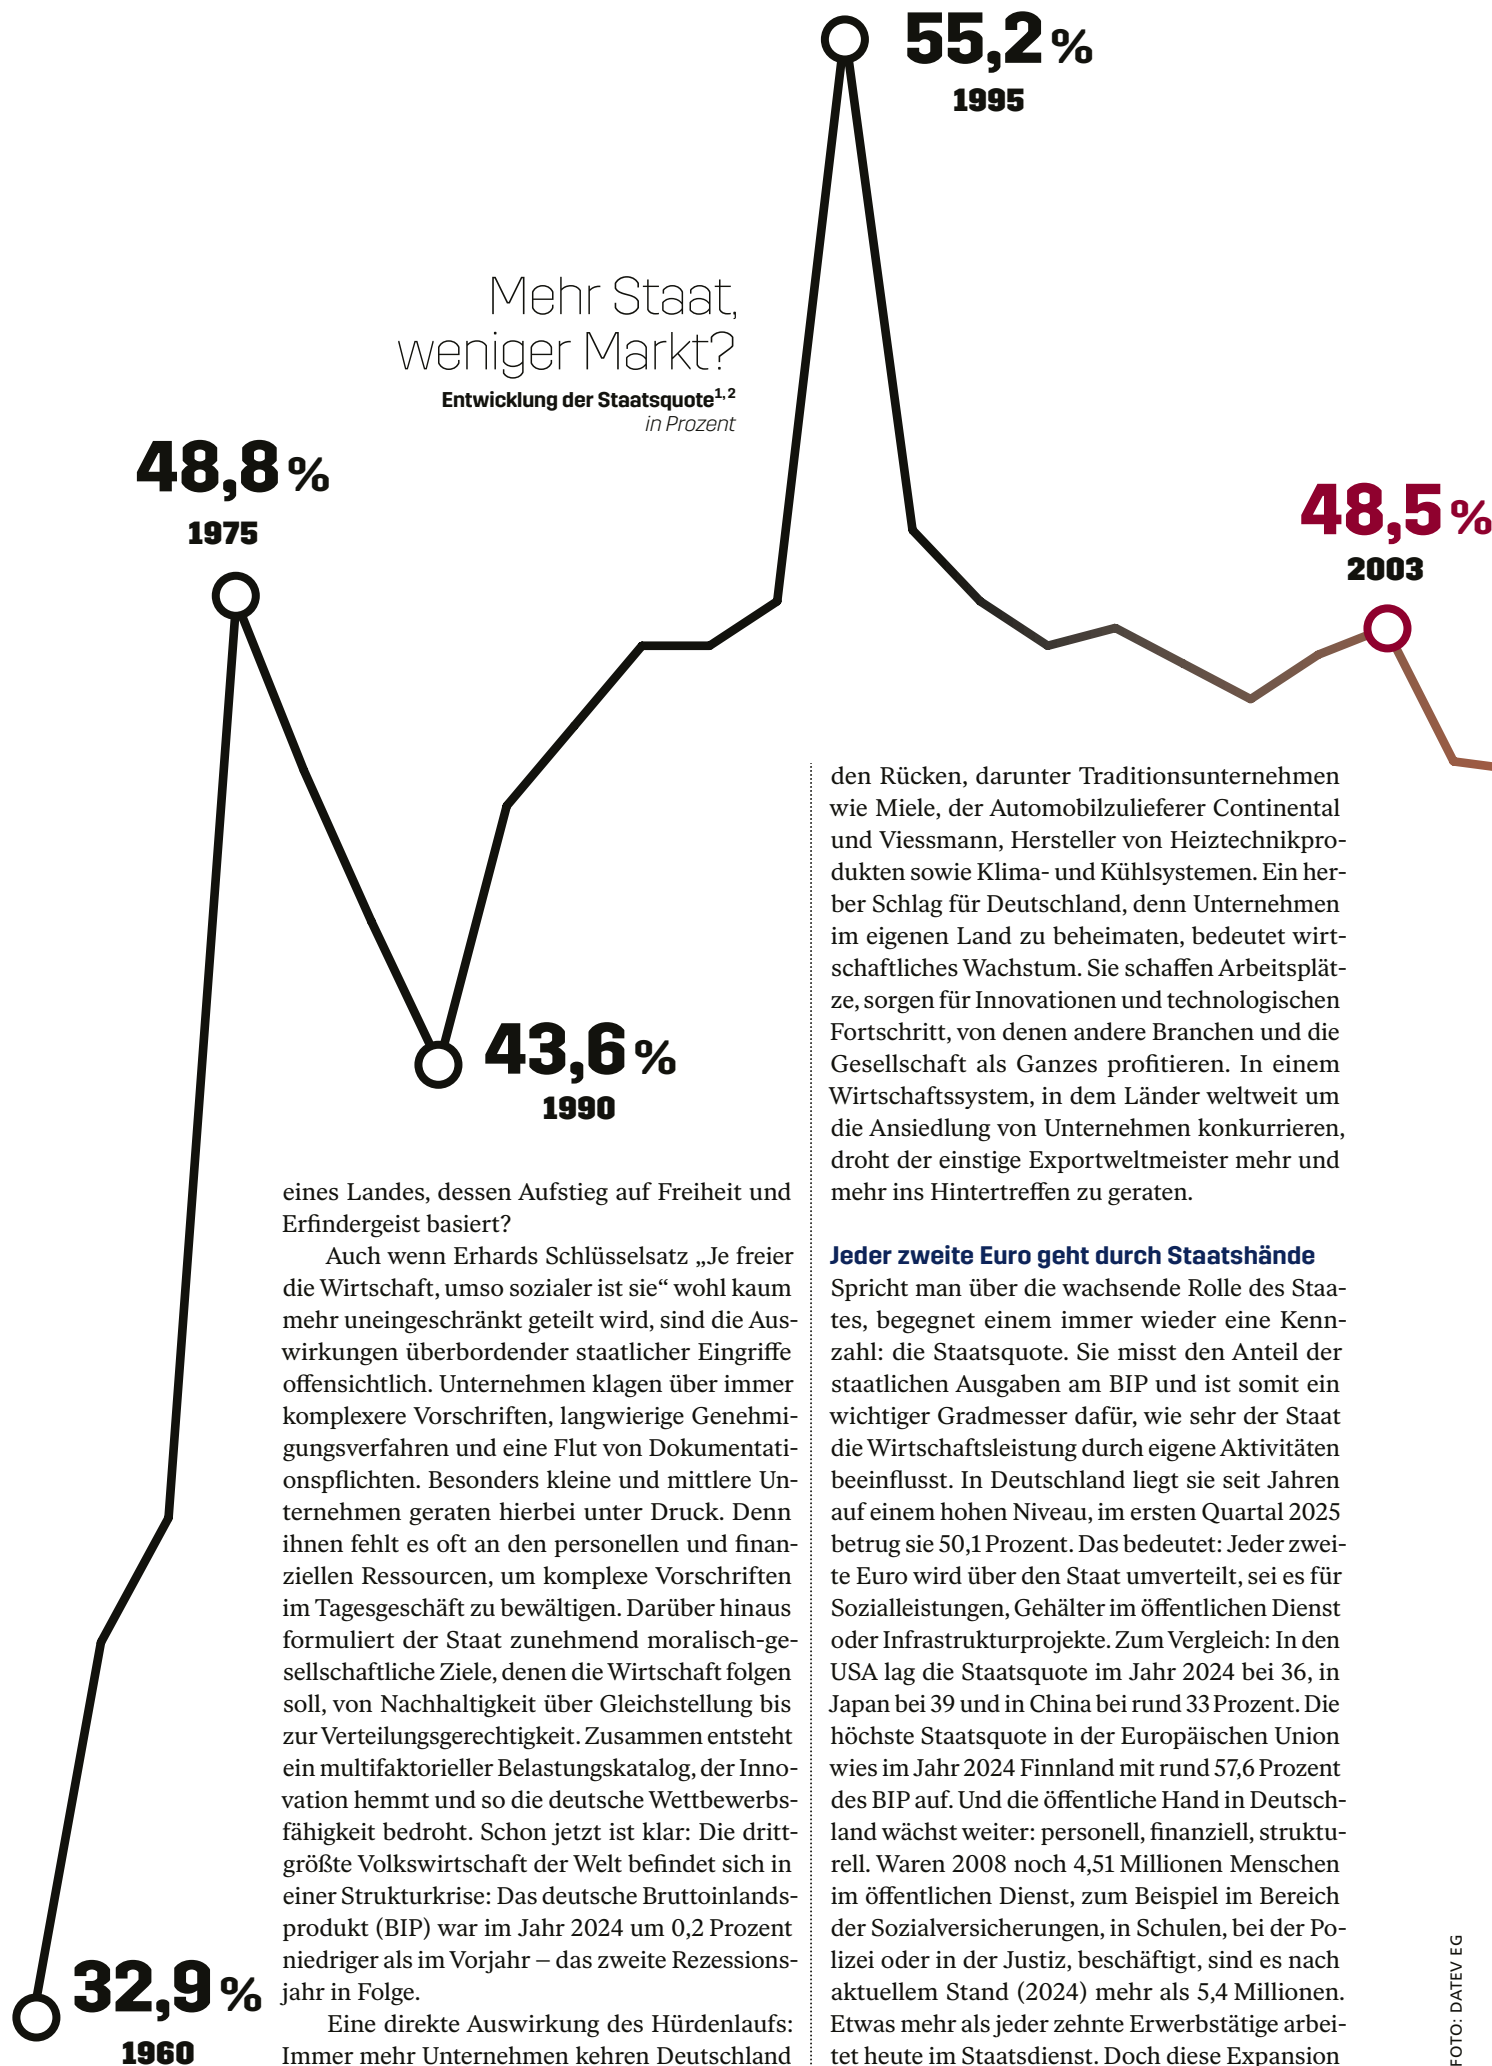 55,2 %
1995
Mehr Staat,
weniger Markt?
Entwicklung der Staatsquote1, 2
in Prozent
48,8 %
1975
48,5 %
2003
43,6 %
1990
32,9 %
1960
eines Landes, dessen Aufstieg auf Freiheit und
Erfindergeist basiert?
Auch wenn Erhards Schlüsselsatz „Je freier
die Wirtschaft, umso sozialer ist sie“ wohl kaum
mehr uneingeschränkt geteilt wird, sind die Aus-
wirkungen überbordender staatlicher Eingriffe
offensichtlich. Unternehmen klagen über immer
komplexere Vorschriften, langwierige Genehmi-
gungsverfahren und eine Flut von Dokumentati-
onspflichten. Besonders kleine und mittlere Un-
ternehmen geraten hierbei unter Druck. Denn
ihnen fehlt es oft an den personellen und finan-
ziellen Ressourcen, um komplexe Vorschriften
im Tagesgeschäft zu bewältigen. Darüber hinaus
formuliert der Staat zunehmend moralisch-ge-
sellschaftliche Ziele, denen die Wirtschaft folgen
soll, von Nachhaltigkeit über Gleichstellung bis
zur Verteilungsgerechtigkeit. Zusammen entsteht
ein multifaktorieller Belastungskatalog, der Inno-
vation hemmt und so die deutsche Wettbewerbs-
fähigkeit bedroht. Schon jetzt ist klar: Die dritt-
größte Volkswirtschaft der Welt befindet sich in
einer Strukturkrise: Das deutsche Bruttoinlands-
produkt (BIP) war im Jahr 2024 um 0,2 Prozent
niedriger als im Vorjahr – das zweite Rezessions-
jahr in Folge.
Eine direkte Auswirkung des Hürdenlaufs:
Immer mehr Unternehmen kehren Deutschland
den Rücken, darunter Traditionsunternehmen
wie Miele, der Automobilzulieferer Continental
und Viessmann, Hersteller von Heiztechnikpro-
dukten sowie Klima- und Kühlsystemen. Ein her-
ber Schlag für Deutschland, denn Unternehmen
im eigenen Land zu beheimaten, bedeutet wirt-
schaftliches Wachstum. Sie schaffen Arbeitsplät-
ze, sorgen für Innovationen und technologischen
Fortschritt, von denen andere Branchen und die
Gesellschaft als Ganzes profitieren. In einem
Wirtschaftssystem, in dem Länder weltweit um
die Ansiedlung von Unternehmen konkurrieren,
droht der einstige Exportweltmeister mehr und
mehr ins Hintertreffen zu geraten.
Jeder zweite Euro geht durch Staatshände
Spricht man über die wachsende Rolle des Staa-
tes, begegnet einem immer wieder eine Kenn-
zahl: die Staatsquote. Sie misst den Anteil der
staatlichen Ausgaben am BIP und ist somit ein
wichtiger Gradmesser dafür, wie sehr der Staat
die Wirtschaftsleistung durch eigene Aktivitäten
beeinflusst. In Deutschland liegt sie seit Jahren
auf einem hohen Niveau, im ersten Quartal 2025
betrug sie 50,1 Prozent. Das bedeutet: Jeder zwei-
te Euro wird über den Staat umverteilt, sei es für
Sozialleistungen, Gehälter im öffentlichen Dienst
oder Infrastrukturprojekte. Zum Vergleich: In den
USA lag die Staatsquote im Jahr 2024 bei 36, in
Japan bei 39 und in China bei rund 33 Prozent. Die
höchste Staatsquote in der Europäischen Union
wies im Jahr 2024 Finnland mit rund 57,6 Prozent
des BIP auf. Und die öffentliche Hand in Deutsch-
land wächst weiter: personell, finanziell, struktu-
rell. Waren 2008 noch 4,51 Millionen Menschen
im öffentlichen Dienst, zum Beispiel im Bereich
der Sozialversicherungen, in Schulen, bei der Po-
lizei oder in der Justiz, beschäftigt, sind es nach
aktuellem Stand (2024) mehr als 5,4 Millionen.
Etwas mehr als jeder zehnte Erwerbstätige arbei-
tet heute im Staatsdienst. Doch diese Expansion
FOTO: DATEV EG